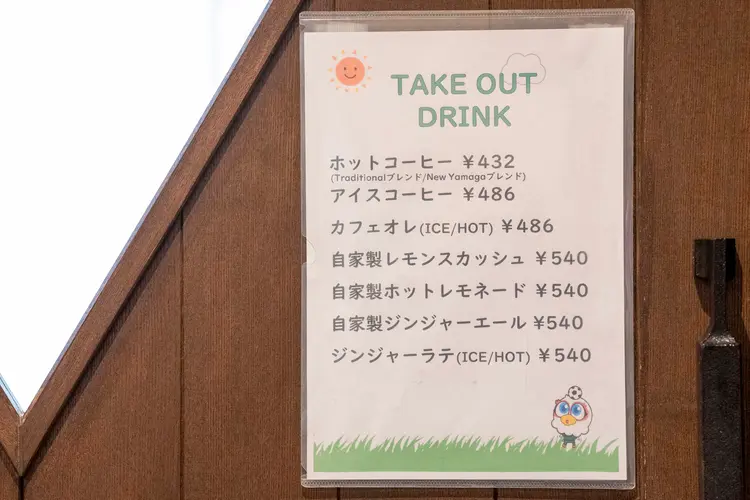 TAKE OUT
DRINK
ホットコーヒー ¥432
(Traditionalブレンド/New Yamagaブレンド)
アイスコーヒー ¥486
カフェオレ(ICE/HOT) ¥486
自家製レモンスカッシュ ¥540
自家製ホットレモネード ¥540
自家製ジンジャーエール ¥540
ジンジャーラテ(ICE/HOT) ¥540